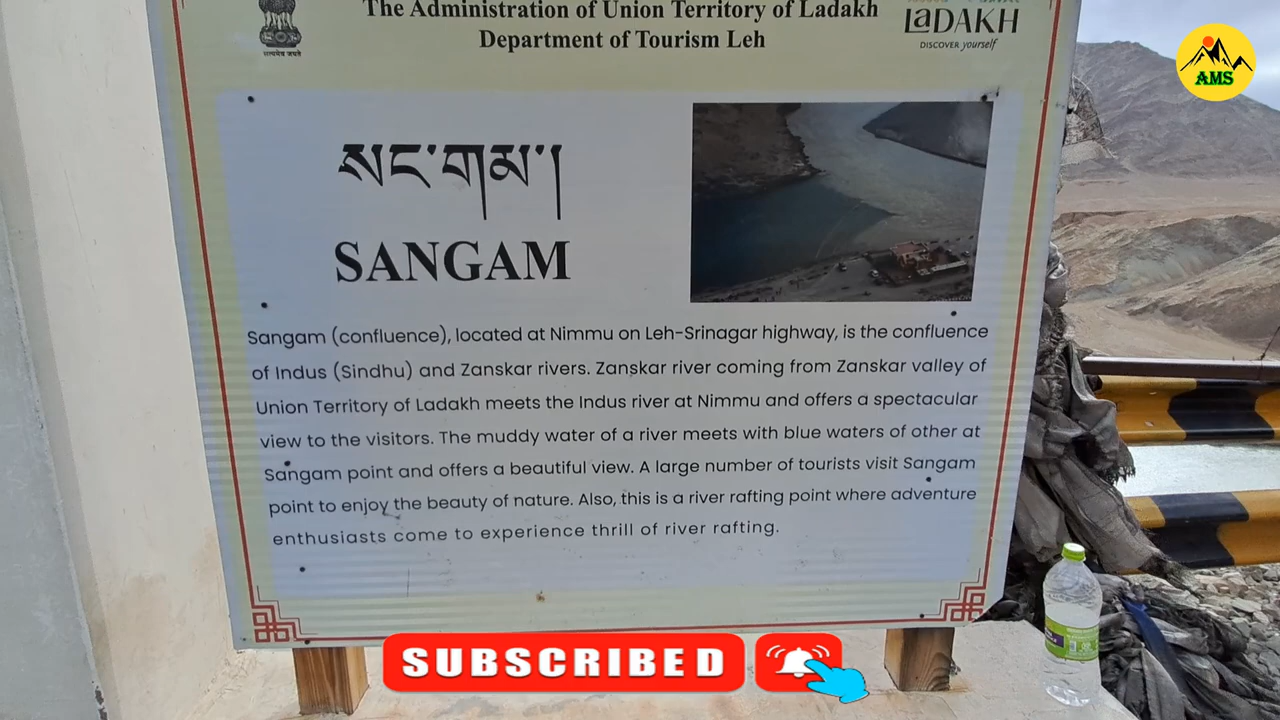 The Administration of Union Territory of Ladakh
Department of Tourism Leh
सत्यमेव जयते
LaDAKH
DISCOVER yourself
AMS
སང་གམ་།
SANGAM
Sangam (confluence), located at Nimmu on Leh-Srinagar highway, is the confluence
of Indus (Sindhu) and Zanskar rivers. Zanskar river coming from Zanskar valley of
Union Territory of Ladakh meets the Indus river at Nimmu and offers a spectacular
view to the visitors. The muddy water of a river meets with blue waters of other at
Sangam point and offers a beautiful view. A large number of tourists visit Sangam
point to enjoy the beauty of nature. Also, this is a river rafting point where adventure
enthusiasts come to experience thrill of river rafting.
SUBSCRIBED